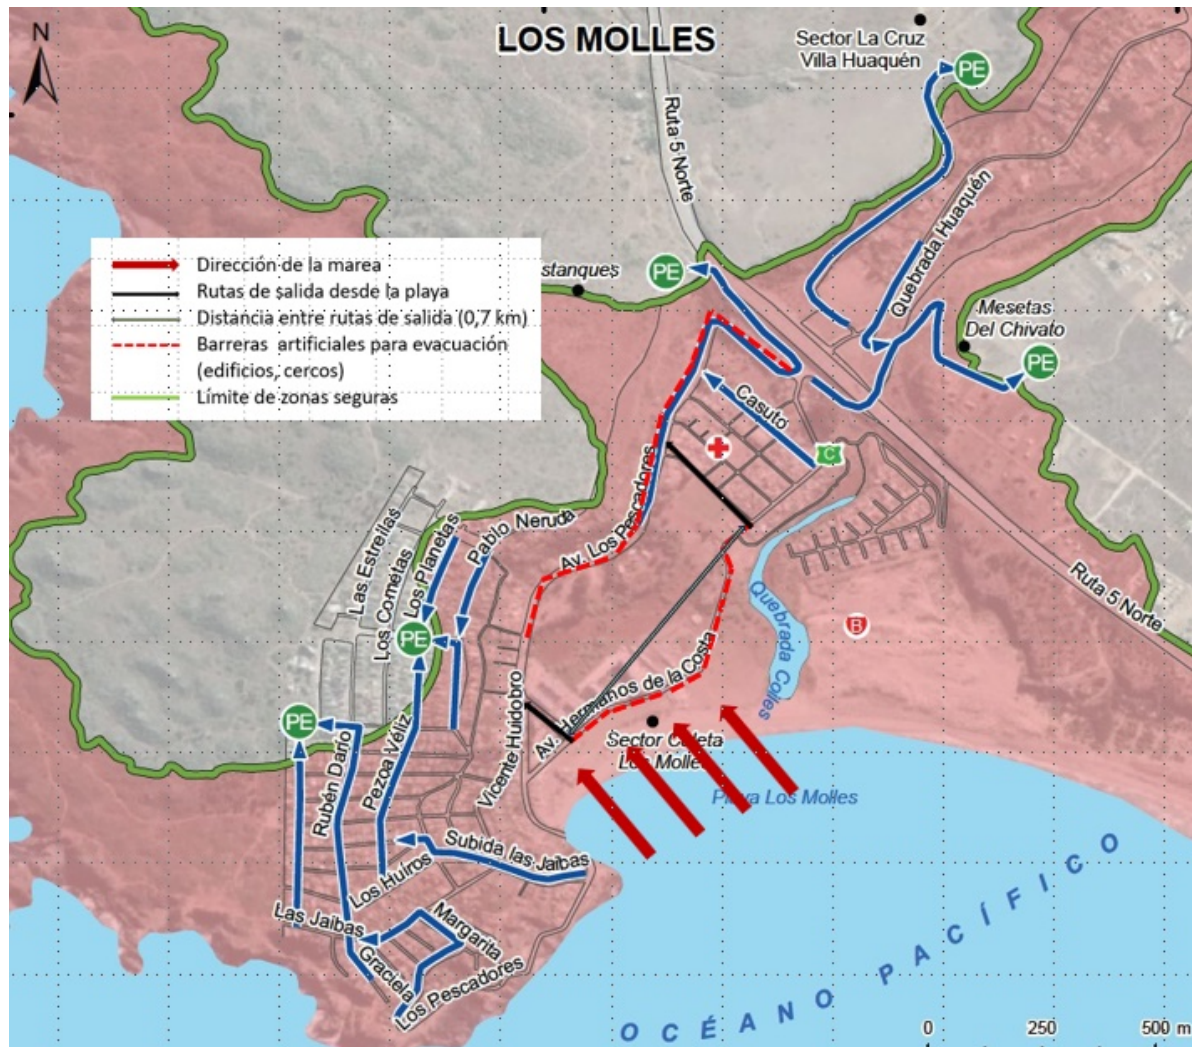 N
LOS MOLLES
Sector La Cruz
Villa Huaquén
PE
Ruta 5 Norte
Quebrada Huaquén
stanques
PE
Mesetas
Del Chivato
PE
Dirección de la marea
Rutas de salida desde la playa
Distancia entre rutas de salida (0,7 km)
Barreras artificiales para evacuación
(edificios, cercos)
Límite de zonas seguras
Casuto
C
Av. Los Pescadores
Las Estrellas
Los Cometas
Los Planetas
Pablo Neruda
PE
Quebrada Colles
B
Ruta 5 Norte
Av. Hermanos de la Costa
Vicente Huidobro
PE
Rubén Darío
Pezoa Véliz
Sector Caleta
Los Molles
Playa Los Molles
Subida las Jaibas
Los Huíros
Las Jaibas
Margarita
Graciela
Los Pescadores
OCÉANO PACÍFICO
0 250 500 m